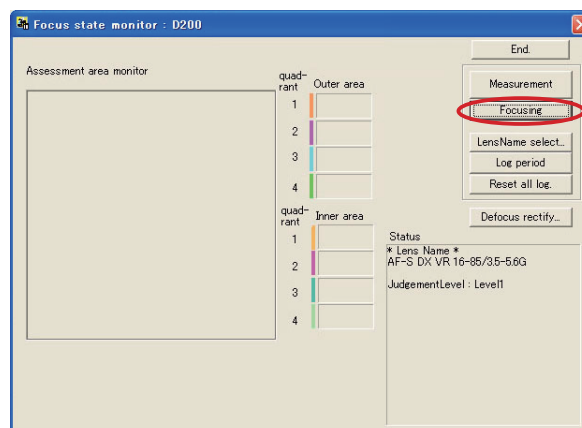 Focus state monitor : D200
End.
Assessment area monitor
quad-
rant
Outer area
1
2
3
4
quad-
rant
Inner area
1
2
3
4
Measurement
Focusing
LensName select...
Log period
Reset all log.
Defocus rectify...
Status
* Lens Name *
AF-S DX VR 16-85/3.5-5.6G
JudgementLevel : Level1